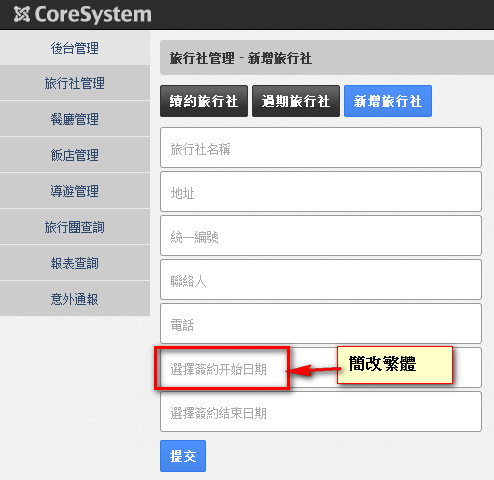 CoreSystem
後台管理
旅行社管理
餐廳管理
飯店管理
導遊管理
旅行團查詢
報表查詢
意外通報
旅行社管理 - 新增旅行社
續約旅行社 過期旅行社 新增旅行社
旅行社名稱
地址
統一編號
聯絡人
電話
選擇簽約开始日期
簡改繁體
選擇簽約结束日期
提交